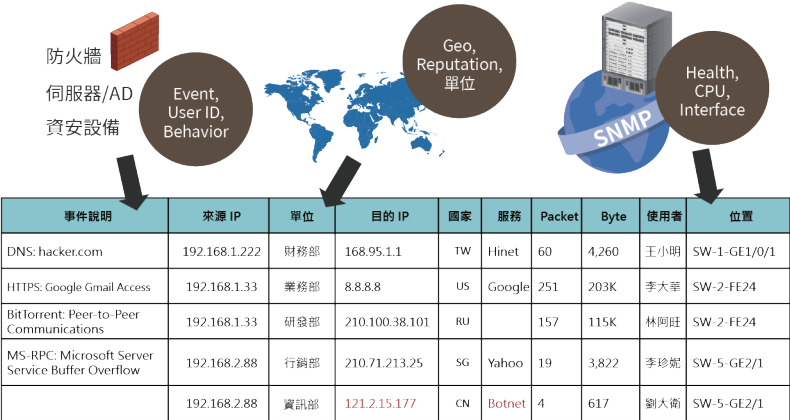 防火牆
伺服器/AD
資安設備
Event,
User ID,
Behavior
Geo,
Reputation,
單位
SNMP
Health,
CPU,
Interface
事件說明 來源 IP 單位 目的 IP 國家 服務 Packet Byte 使用者 位置
DNS: hacker.com 192.168.1.222 財務部 168.95.1.1 TW Hinet 60 4,260 王小明 SW-1-GE1/0/1
HTTPS: Google Gmail Access 192.168.1.33 業務部 8.8.8.8 US Google 251 203K 李大華 SW-2-FE24
BitTorrent: Peer-to-Peer
Communications 192.168.1.33 研發部 210.100.38.101 RU 157 115K 林阿旺 SW-2-FE24
MS-RPC: Microsoft Server
Service Buffer Overflow 192.168.2.88 行銷部 210.71.213.25 SG Yahoo 19 3,822 李珍妮 SW-5-GE2/1
192.168.2.88 資訊部 121.2.15.177 CN Botnet 4 617 劉大衛 SW-5-GE2/1